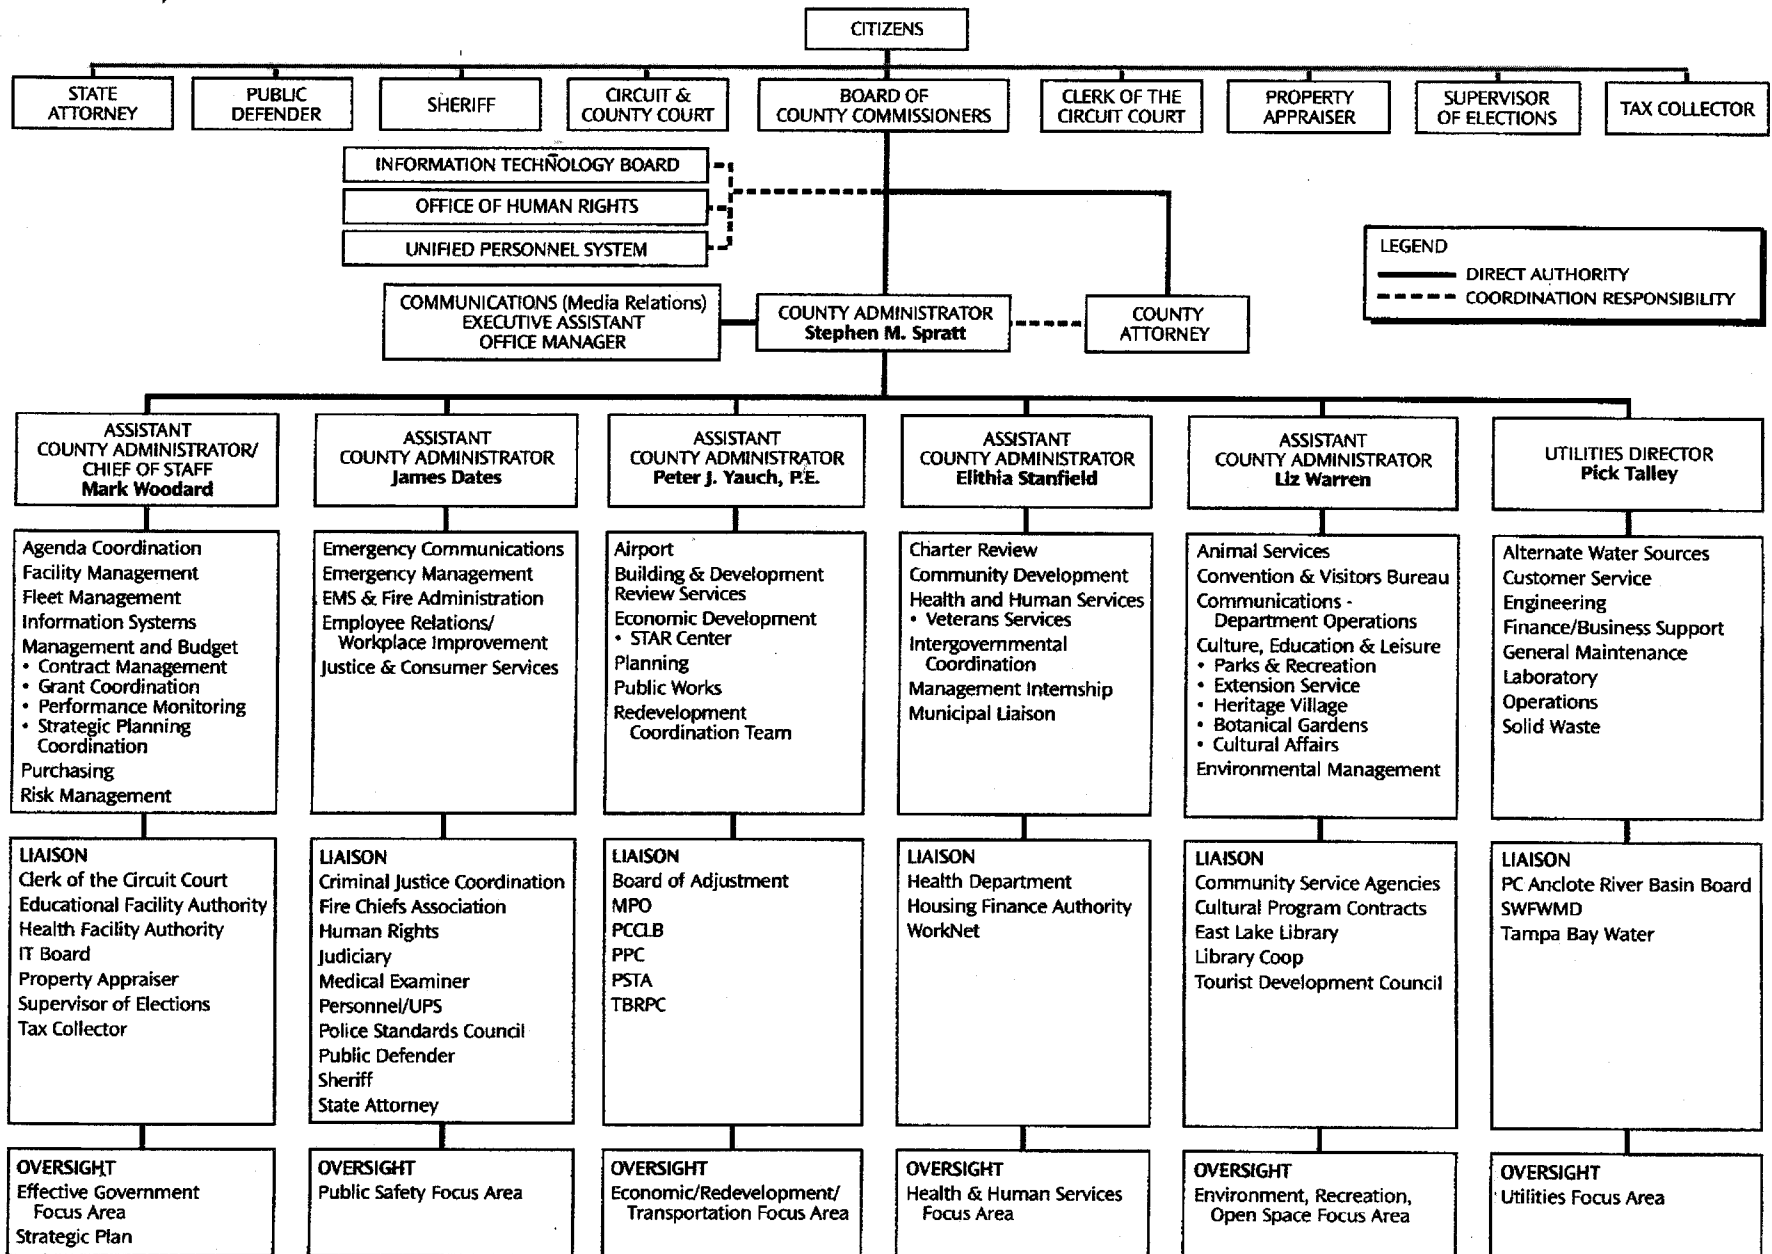 CITIZENS
STATE
ATTORNEY
PUBLIC
DEFENDER
SHERIFF
CIRCUIT &
COUNTY COURT
BOARD OF
COUNTY COMMISSIONERS
CLERK OF THE
CIRCUIT COURT
PROPERTY
APPRAISER
SUPERVISOR
OF ELECTIONS
TAX COLLECTOR
INFORMATION TECHNOLOGY BOARD
OFFICE OF HUMAN RIGHTS
UNIFIED PERSONNEL SYSTEM
LEGEND
DIRECT AUTHORITY
COORDINATION RESPONSIBILITY
COMMUNICATIONS (Media Relations)
EXECUTIVE ASSISTANT
OFFICE MANAGER
COUNTY ADMINISTRATOR
Stephen M. Spratt
COUNTY
ATTORNEY
ASSISTANT
COUNTY ADMINISTRATOR/
CHIEF OF STAFF
Mark Woodard
Agenda Coordination
Facility Management
Fleet Management
Information Systems
Management and Budget
• Contract Management
• Grant Coordination
• Performance Monitoring
• Strategic Planning
Coordination
Purchasing
Risk Management
LIAISON
Clerk of the Circuit Court
Educational Facility Authority
Health Facility Authority
IT Board
Property Appraiser
Supervisor of Elections
Tax Collector
OVERSIGHT
Effective Government
Focus Area
Strategic Plan
ASSISTANT
COUNTY ADMINISTRATOR
James Dates
Emergency Communications
Emergency Management
EMS & Fire Administration
Employee Relations/
Workplace Improvement
Justice & Consumer Services
LIAISON
Criminal Justice Coordination
Fire Chiefs Association
Human Rights
Judiciary
Medical Examiner
Personnel/UPS
Police Standards Council
Public Defender
Sheriff
State Attorney
OVERSIGHT
Public Safety Focus Area
ASSISTANT
COUNTY ADMINISTRATOR
Peter J. Yauch, P.E.
Airport
Building & Development
Review Services
Economic Development
• STAR Center
Planning
Public Works
Redevelopment
Coordination Team
LIAISON
Board of Adjustment
MPO
PCCLB
PPC
PSTA
TBRPC
OVERSIGHT
Economic/Redevelopment/
Transportation Focus Area
ASSISTANT
COUNTY ADMINISTRATOR
Elithia Stanfield
Charter Review
Community Development
Health and Human Services
• Veterans Services
Intergovernmental
Coordination
Management Internship
Municipal Liaison
LIAISON
Health Department
Housing Finance Authority
WorkNet
OVERSIGHT
Health & Human Services
Focus Area
ASSISTANT
COUNTY ADMINISTRATOR
Liz Warren
Animal Services
Convention & Visitors Bureau
Communications -
Department Operations
Culture, Education & Leisure
• Parks & Recreation
• Extension Service
• Heritage Village
• Botanical Gardens
• Cultural Affairs
Environmental Management
LIAISON
Community Service Agencies
Cultural Program Contracts
East Lake Library
Library Coop
Tourist Development Council
OVERSIGHT
Environment, Recreation,
Open Space Focus Area
UTILITIES DIRECTOR
Pick Talley
Alternate Water Sources
Customer Service
Engineering
Finance/Business Support
General Maintenance
Laboratory
Operations
Solid Waste
LIAISON
PC Anclote River Basin Board
SWFWMD
Tampa Bay Water
OVERSIGHT
Utilities Focus Area